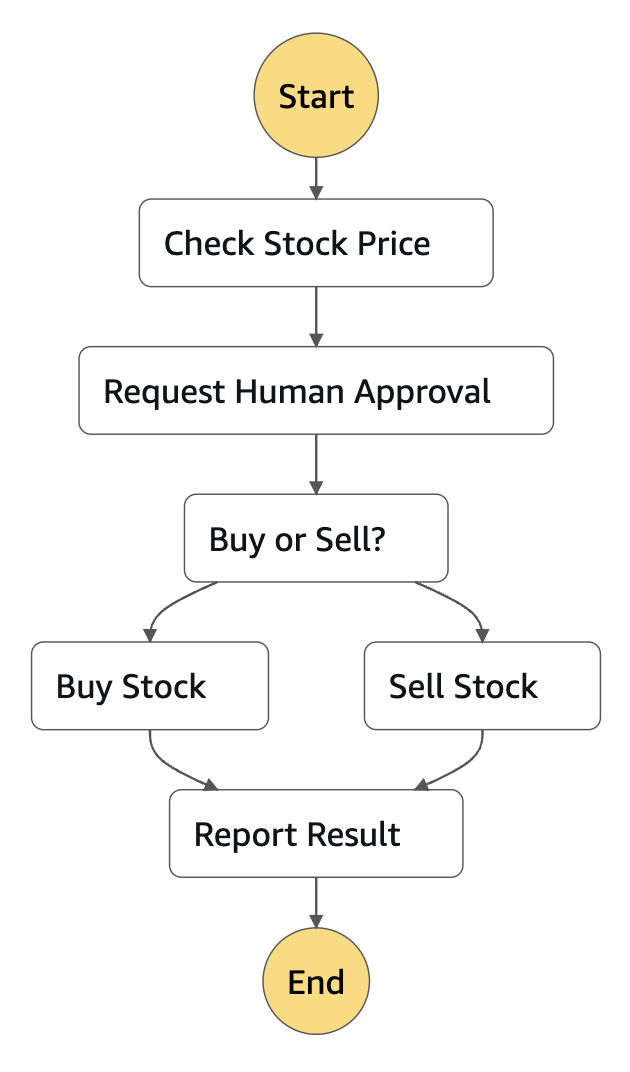 Start
Check Stock Price
Request Human Approval
Buy or Sell?
Buy Stock
Sell Stock
Report Result
End